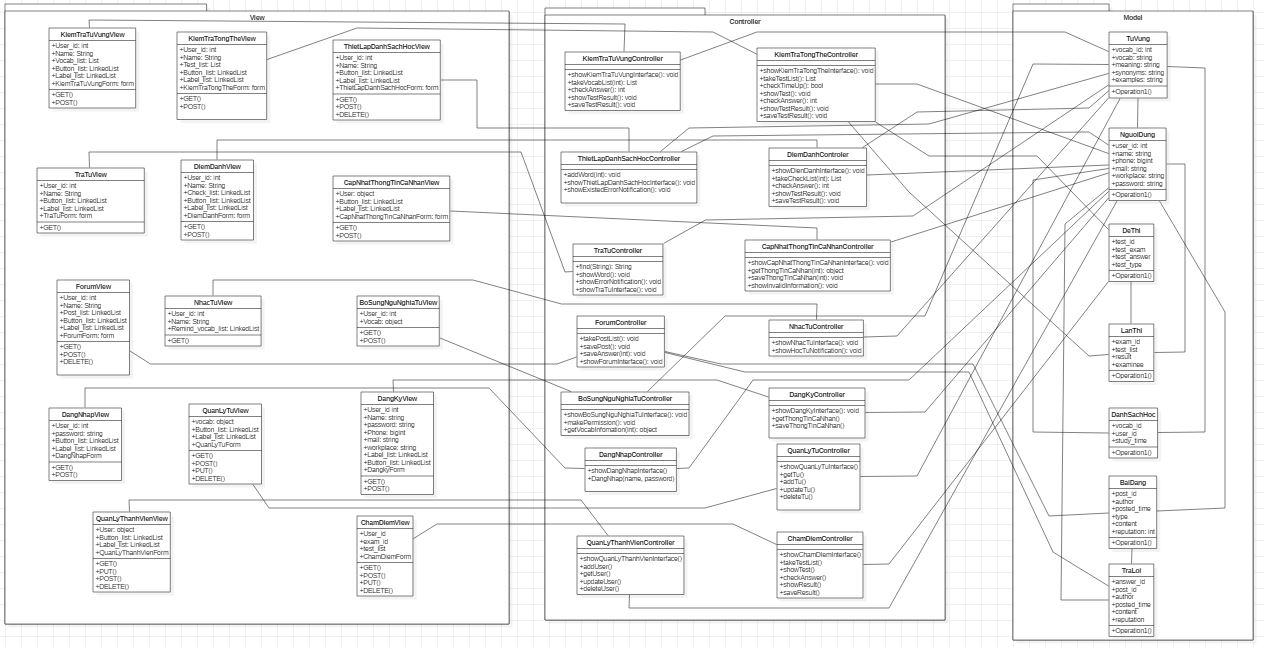 View
KiemTraTuVungView
+User_id: int
+Name: String
+Vocab_list: List
+Button_list: LinkedList
+Label_list: LinkedList
+KiemTraTuVungForm: form
+GET()
+POST()
KiemTraTongTheView
+User_id: int
+Name: String
+Test_list: List
+Button_list: LinkedList
+Label_list: LinkedList
+KiemTraTongTheForm: form
+GET()
+POST()
ThietLapDanhSachHocView
+User_id: int
+Name: String
+Button_list: LinkedList
+Label_list: LinkedList
+ThietLapDanhSachHocForm: form
+GET()
+POST()
+DELETE()
TraTuView
+User_id: int
+Name: String
+Button_list: LinkedList
+Label_list: LinkedList
+TraTuForm: form
+GET()
DiemDanhView
+User_id: int
+Name: String
+Check_list: LinkedList
+Button_list: LinkedList
+Label_list: LinkedList
+DiemDanhForm: form
+GET()
+POST()
CapNhatThongTinCaNhanView
+User: object
+Button_list: LinkedList
+Label_list: LinkedList
+CapNhatThongTinCaNhanForm: form
+GET()
+POST()
ForumView
+User_id: int
+Name: String
+Post_list: LinkedList
+Button_list: LinkedList
+Label_list: LinkedList
+ForumForm: form
+GET()
+POST()
+DELETE()
NhacTuView
+User_id: int
+Name: String
+Remind_vocab_list: LinkedList
+GET()
BoSungNguNghiaTuView
+User_id: int
+Vocab: object
+GET()
+POST()
DangNhapView
+User_id: int
+password: string
+Button_list: LinkedList
+Label_list: LinkedList
+DangNhapForm
+GET()
+POST()
QuanLyTuView
+vocab: object
+Button_list: LinkedList
+Label_list: LinkedList
+QuanLyTuForm
+GET()
+POST()
+PUT()
+DELETE()
DangKyView
+User_id: int
+Name: string
+password: string
+Phone: bigint
+mail: string
+workplace: string
+Label_list: LinkedList
+Button_list: LinkedList
+DangKyForm
+GET()
+POST()
QuanLyThanhVienView
+User: object
+Button_list: LinkedList
+Label_list: LinkedList
+QuanLyThanhVienForm
+GET()
+PUT()
+POST()
+DELETE()
ChamDiemView
+User_id
+exam_id
+test_list
+ChamDiemForm
+GET()
+POST()
+PUT()
+DELETE()
Controller
KiemTraTuVungController
+showKiemTraTuVungInterface(): void
+takeVocabList(int): List
+checkAnswer(): int
+showTestResult(): void
+saveTestResult(): void
KiemTraTongTheController
+showKiemTraTongTheInterface(): void
+takeTestList(): List
+checkTimeUp(): bool
+showTest(): void
+checkAnswer(): int
+showTestResult(): void
+saveTestResult(): void
ThietLapDanhSachHocController
+addWord(int): void
+showThietLapDanhSachHocInterface(): void
+showExistedErrorNotification(): void
DiemDanhControler
+showDienDanhInterface(): void
+takeCheckList(int): List
+checkAnswer(): int
+showTestResult(): void
+saveTestResult(): void
TraTuController
+find(String): String
+showWord(): void
+showErrorNotification(): void
+showTraTuInterface(): void
CapNhatThongTinCaNhanController
+showCapNhatThongTinCaNhanInterface(): void
+getThongTinCaNhan(int): object
+saveThongTinCaNhan(int): void
+showInvalidInformation(): void
ForumController
+takePostList(): void
+savePost(): void
+saveAnswer(int): void
+showForumInterface(): void
NhacTuController
+showNhacTuInterface(): void
+showHocTuNotification(): void
BoSungNguNghiaTuController
+showBoSungNguNghiaTuInterface(): void
+makePermission(): void
+getVocabInfomation(int): object
DangKyController
+showDangKyInterface(): void
+getThongTinCaNhan()
+saveThongTinCaNhan()
DangNhapController
+showDangNhapInterface()
+DangNhap(name, password)
QuanLyTuController
+showQuanLyTuInterface()
+getTu()
+addTu()
+updateTu()
+deleteTu()
QuanLyThanhVienController
+showQuanLyThanhVienInterface()
+addUser()
+getUser()
+updateUser()
+deleteUser()
ChamDiemController
+showChamDiemInterface()
+takeTestList()
+showTest()
+checkAnswer()
+showResult()
+saveResult()
Model
TuVung
+vocab_id: int
+vocab: string
+meaning: string
+synonyms: string
+examples: string
+Operation1()
NguoiDung
+user_id: int
+name: string
+phone: bigint
+mail: string
+workplace: string
+password: string
+Operation1()
DeThi
+test_id
+test_exam
+test_answer
+test_type
+Operation1()
LanThi
+exam_id
+test_list
+result
+examinee
+Operation1()
DanhSachHoc
+vocab_id
+user_id
+study_time
+Operation1()
BaiDang
+post_id
+author
+posted_time
+type
+content
+reputation: int
+Operation1()
TraLoi
+answer_id
+post_id
+author
+posted_time
+content
+reputation
+Operation1()